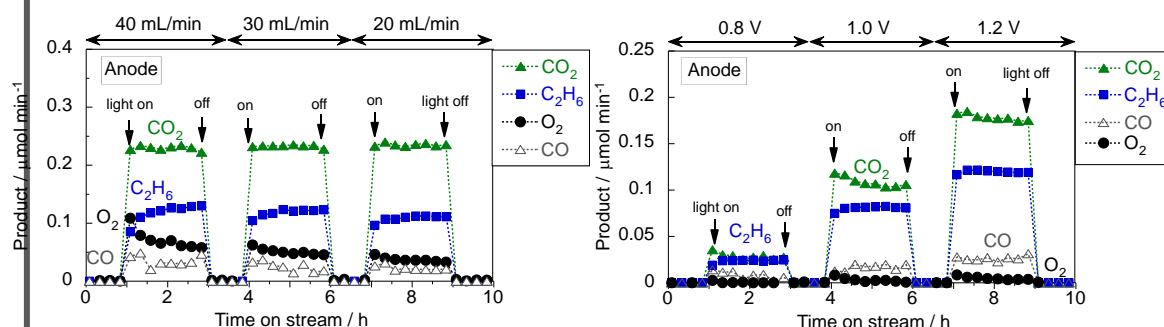 40 mL/min 30 mL/min 20 mL/min
0.4
0.3
0.2
0.1
0
Product / μmol min⁻¹
Anode
light on off on off on light off
CO₂
C₂H₆
O₂
CO
CO₂
C₂H₆
O₂
CO
0 2 4 6 8 10
Time on stream / h
0.8 V 1.0 V 1.2 V
0.25
0.2
0.15
0.1
0.05
0
Product / μmol min⁻¹
Anode
on light off
on off
light on off
CO₂
C₂H₆
CO
O₂
CO₂
C₂H₆
CO
O₂
0 2 4 6 8 10
Time on stream / h